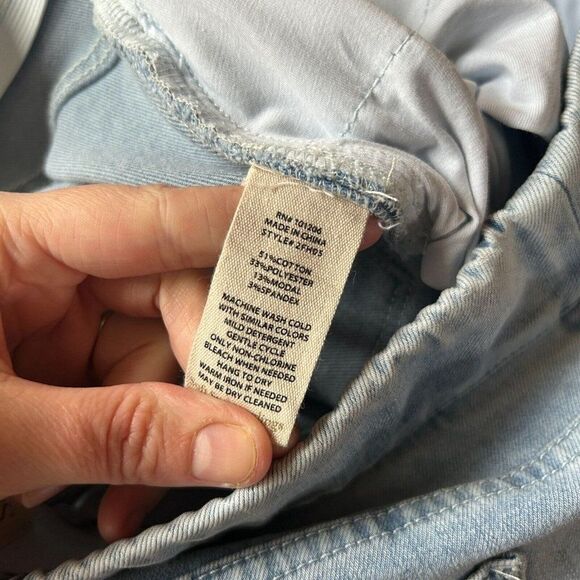 RN# 101206
MADE IN CHINA
STYLE# 2FH05
51%COTTON
33%POLYESTER
13%MODAL
3%SPANDEX
MACHINE WASH COLD
WITH SIMILAR COLORS
MILD DETERGENT
GENTLE CYCLE
ONLY NON-CHLORINE
BLEACH WHEN NEEDED
HANG TO DRY
WARM IRON IF NEEDED
MAY BE DRY CLEANED